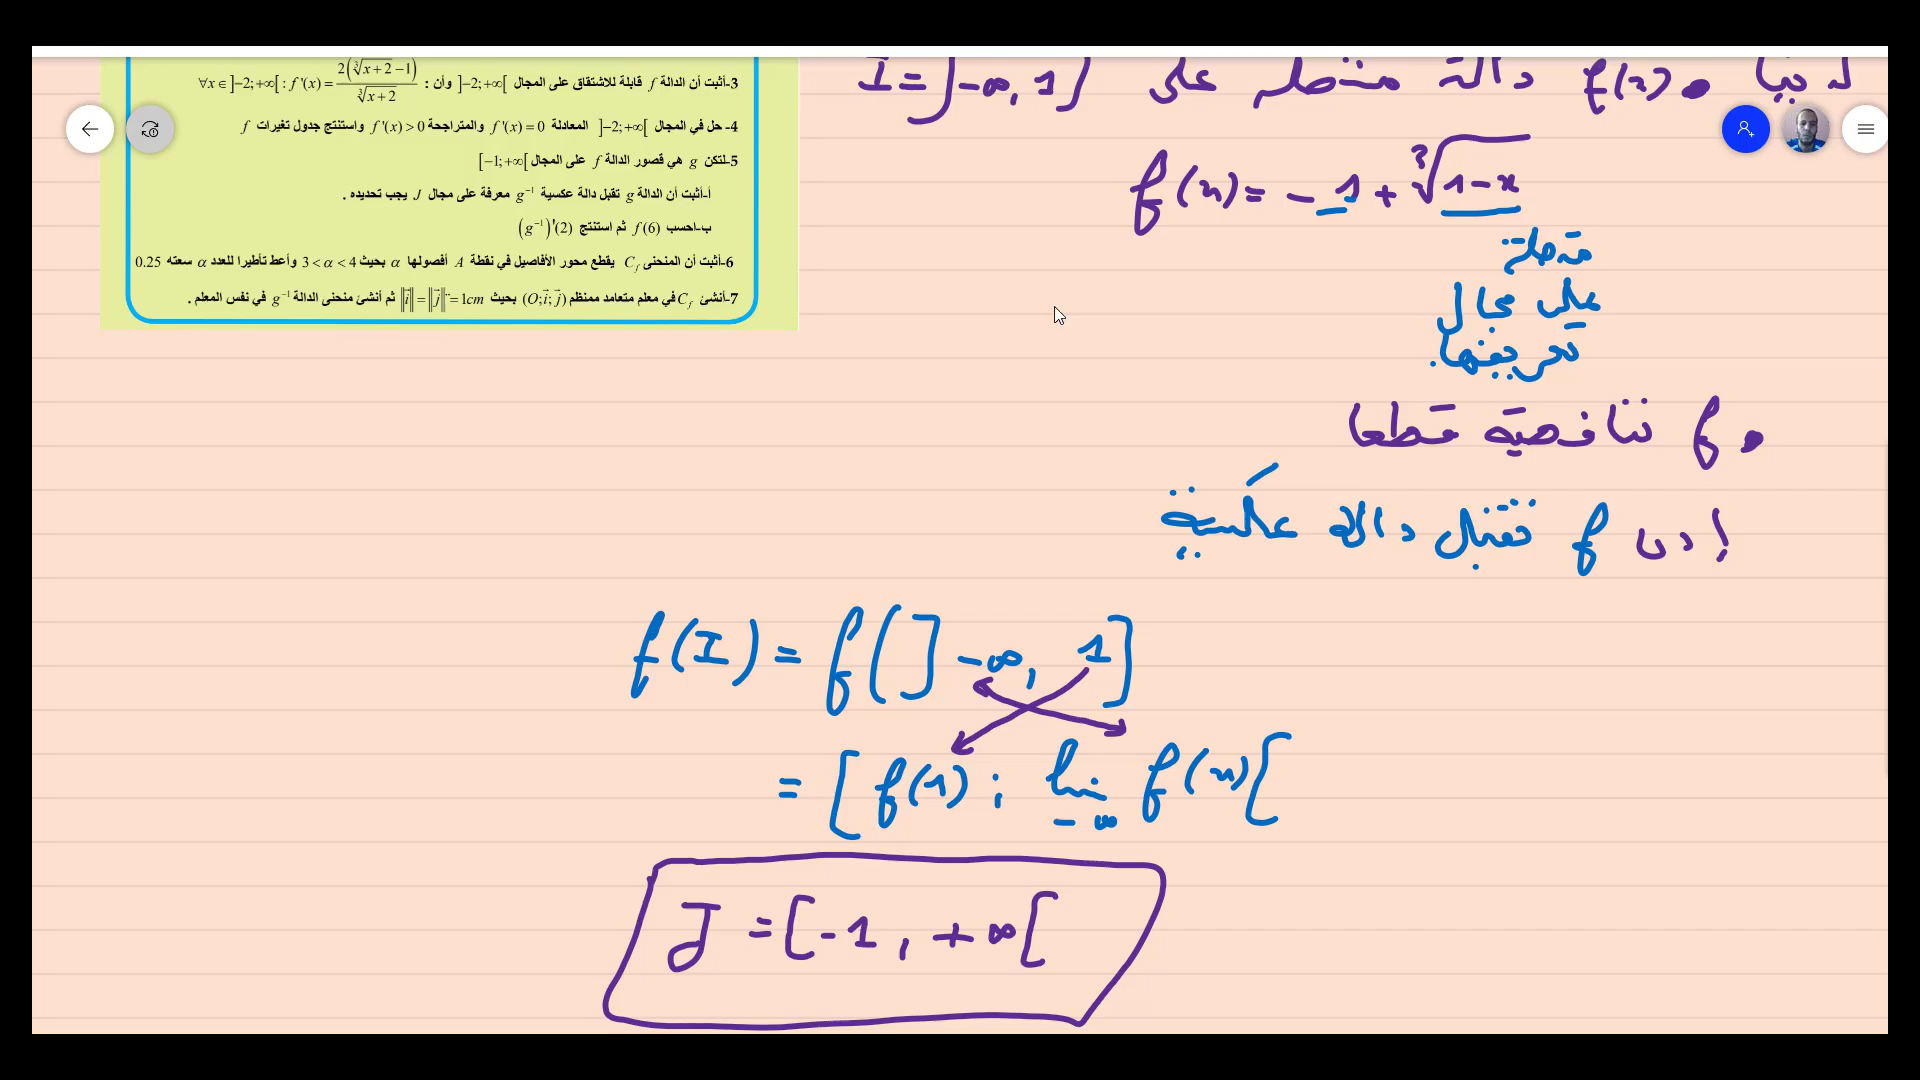 3-أثبت أن الدالة f قابلة للاشتقاق على المجال ]-2;+∞[ وأن : ∀x∈]-2;+∞[ : f'(x) = 2(∛(x+2) -1) / ∛(x+2)
4- حل في المجال ]-2;+∞[ المعادلة f'(x)=0 والمتراجحة f'(x)>0 واستنتج جدول تغيرات f
5-لتكن g هي قصور الدالة f على المجال [-1;+∞[
أ-أثبت أن الدالة g تقبل دالة عكسية g⁻¹ معرفة على مجال J يجب تحديده .
ب-احسب f(6) ثم استنتج (g⁻¹)'(2)
6-أثبت أن المنحنى C_f يقطع محور الأفاصيل في نقطة A أفصولها α بحيث 3<α<4 وأعط تأطيرا للعدد α سعته 0.25
7-أنشئ C_f في معلم متعامد ممنظم (O;i⃗;j⃗) بحيث ‖i⃗‖=‖j⃗‖=1cm ثم أنشئ منحنى الدالة g⁻¹ في نفس المعلم .
لدينا • f(x) دالة متصلة على I=]-∞, 1]
f(x) = -1 + ∛(1-x)
متصلة
على مجال
تعريفها.
• f تناقصية قطعا
إذن f تقبل دالة عكسية
f(I) = f(]-∞, 1]
= [f(1) ; lim -∞ f(x)[
J = [-1, +∞[